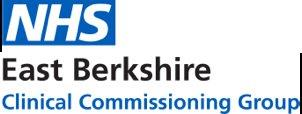 NHS
East Berkshire
Clinical Commissioning Group